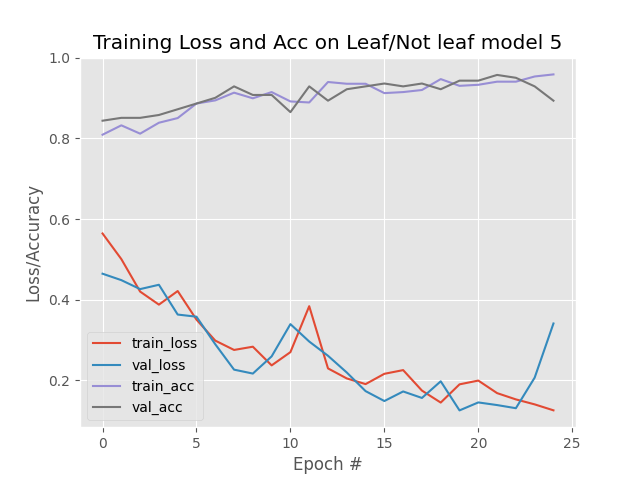 Training Loss and Acc on Leaf/Not leaf model 5
1.0
0.8
0.6
0.4
0.2
Loss/Accuracy
train_loss
val_loss
train_acc
val_acc
0 5 10 15 20 25
Epoch #